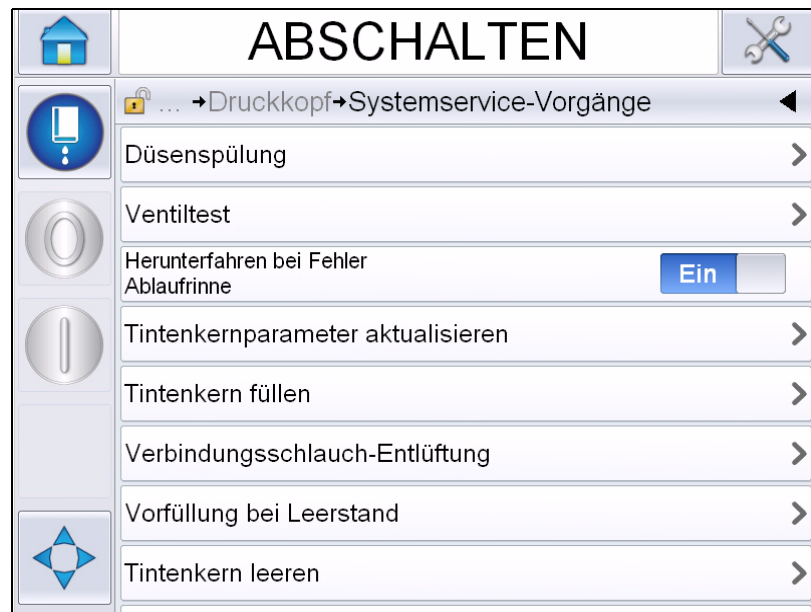 ABSCHALTEN
... →Druckkopf→Systemservice-Vorgänge
Düsenspülung
Ventiltest
Herunterfahren bei Fehler
Ablaufrinne
Ein
Tintenkernparameter aktualisieren
Tintenkern füllen
Verbindungsschlauch-Entlüftung
Vorfüllung bei Leerstand
Tintenkern leeren